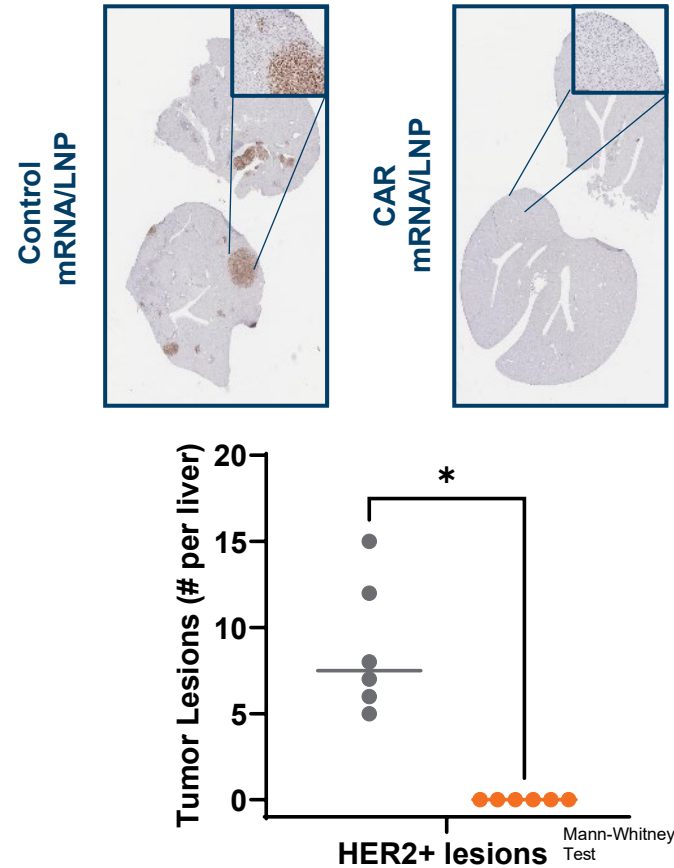 Control
mRNA/LNP
CAR
mRNA/LNP
Tumor Lesions (# per liver)
20
15
10
5
0
*
HER2+ lesions
Mann-Whitney
Test